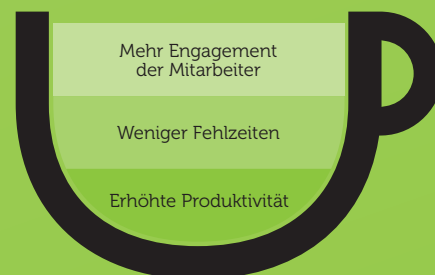 Mehr Engagement
der Mitarbeiter
Weniger Fehlzeiten
Erhöhte Produktivität